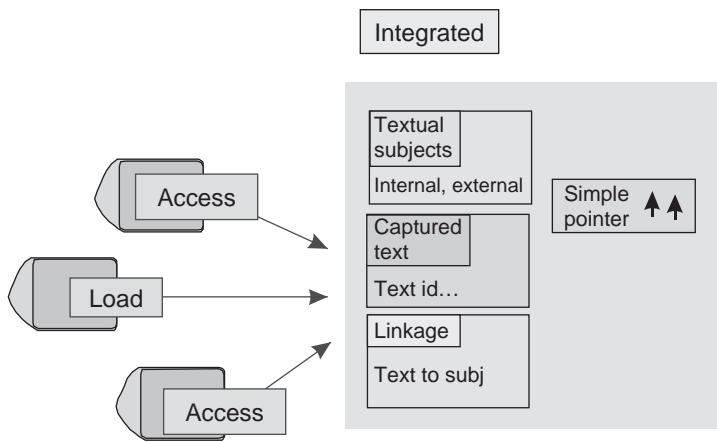 Integrated
Textual
subjects
Internal, external
Simple
pointer
Access
Captured
text
Text id…
Load
Linkage
Text to subj
Access